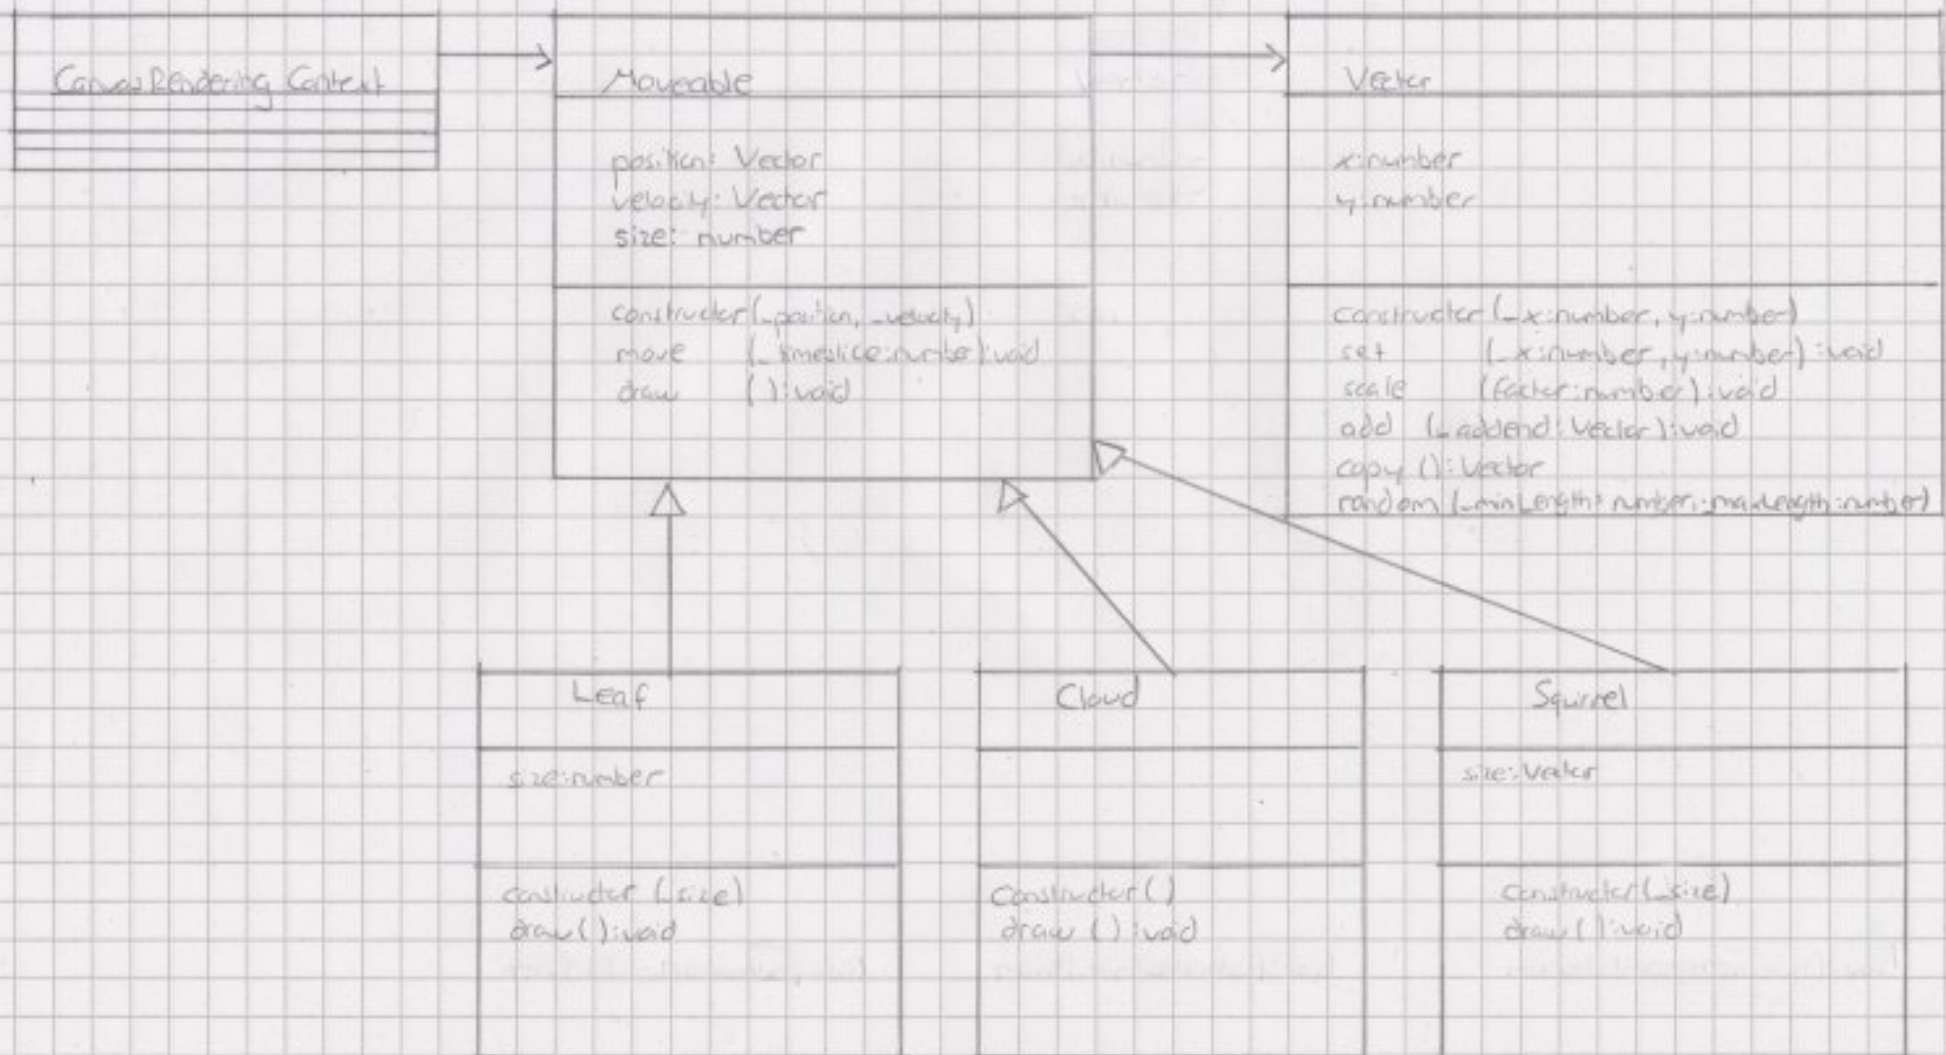 CanvasRendering Context
Moveable
position: Vector
velocity: Vector
size: number
constructor(_position, _velocity)
move (_timeslice:number):void
draw ():void
Vector
x:number
y:number
constructor (_x:number, y:number)
set (_x:number, y:number) :void
scale (factor:number):void
add (_addend: Vector):void
copy (): Vector
random (_minLength: number, _maxLength:number)
Leaf
size:number
constructor (_size)
draw():void
Cloud
Constructor ()
draw () :void
Squirrel
size:Vector
Constructor(_size)
draw():void